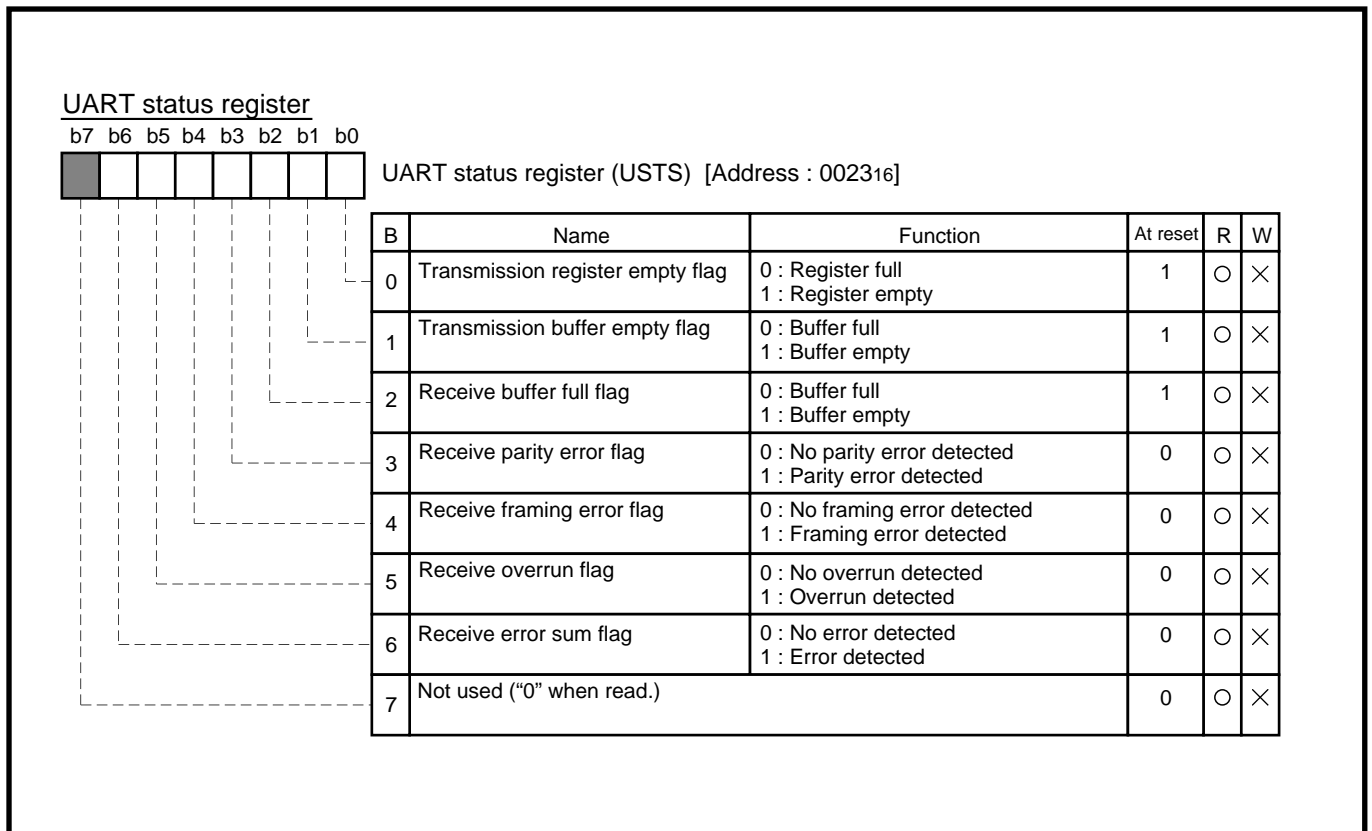 UART status register
b7 b6 b5 b4 b3 b2 b1 b0
UART status register (USTS) [Address : 002316]
B Name Function At reset R W
0 Transmission register empty flag 0 : Register full 1 ○ ×
1 : Register empty
1 Transmission buffer empty flag 0 : Buffer full 1 ○ ×
1 : Buffer empty
2 Receive buffer full flag 0 : Buffer full 1 ○ ×
1 : Buffer empty
3 Receive parity error flag 0 : No parity error detected 0 ○ ×
1 : Parity error detected
4 Receive framing error flag 0 : No framing error detected 0 ○ ×
1 : Framing error detected
5 Receive overrun flag 0 : No overrun detected 0 ○ ×
1 : Overrun detected
6 Receive error sum flag 0 : No error detected 0 ○ ×
1 : Error detected
7 Not used (“0” when read.) 0 ○ ×